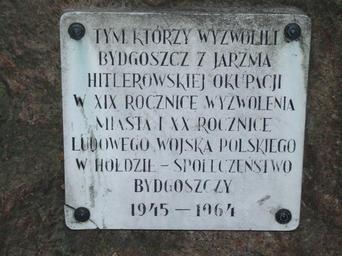 TYM, KTÓRZY WYZWOLILI
BYDGOSZCZ Z JARZMA
HITLEROWSKIEJ OKUPACJI
W XIX ROCZNICĘ WYZWOLENIA
MIASTA I XX ROCZNICE
LUDOWEGO WOJSKA POLSKIEGO
W HOŁDZIE – SPOŁECZEŃSTWO
BYDGOSZCZY
1945 – 1964